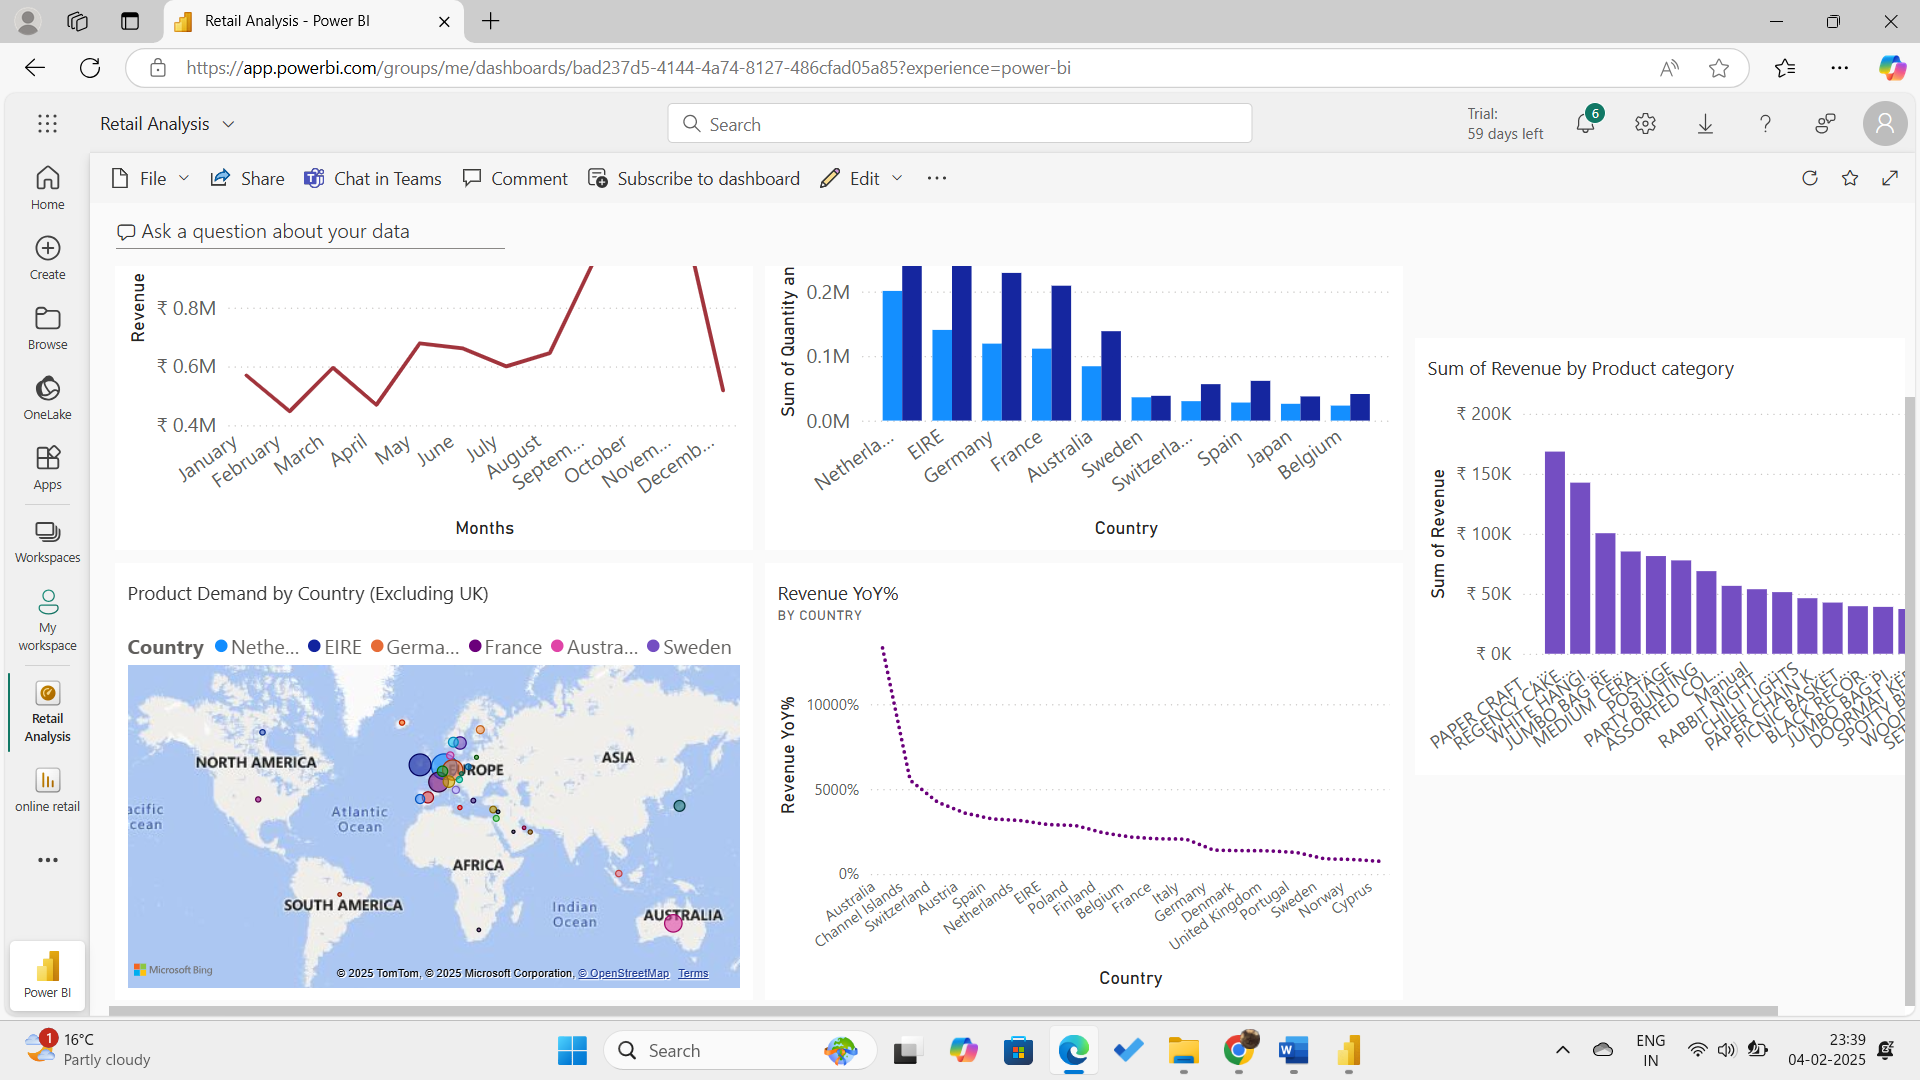 Retail Analysis - Power BI
https://app.powerbi.com/groups/me/dashboards/bad237d5-4144-4a74-8127-486cfad05a85?experience=power-bi
Retail Analysis
Search
Trial:
59 days left
6
File
Share
Chat in Teams
Comment
Subscribe to dashboard
Edit
Home
Create
Browse
OneLake
Apps
Workspaces
My
workspace
Retail
Analysis
online retail
Power BI
Ask a question about your data
Revenue
₹ 0.8M
₹ 0.6M
₹ 0.4M
January
February
March
April
May
June
July
August
Septem...
October
Novem...
Decemb...
Months
Sum of Quantity an
0.2M
0.1M
0.0M
Netherla...
EIRE
Germany
France
Australia
Sweden
Switzerla...
Spain
Japan
Belgium
Country
Sum of Revenue by Product category
Sum of Revenue
₹ 200K
₹ 150K
₹ 100K
₹ 50K
₹ 0K
PAPER CRAFT ...
REGENCY CAKE...
WHITE HANGI...
JUMBO BAG RE...
MEDIUM CERA...
POSTAGE
PARTY BUNTING
ASSORTED COL...
Manual
RABBIT NIGHT ...
CHILLI LIGHTS
PAPER CHAIN K...
PICNIC BASKET...
BLACK RECOR...
JUMBO BAG PI...
DOORMAT KE
SPOTTY B
WOO
SE
Product Demand by Country (Excluding UK)
Country Nethe... EIRE Germa... France Austra... Sweden
NORTH AMERICA
EUROPE
ASIA
acific
cean
Atlantic
Ocean
AFRICA
SOUTH AMERICA
Indian
Ocean
AUSTRALIA
Microsoft Bing
© 2025 TomTom, © 2025 Microsoft Corporation, © OpenStreetMap Terms
Revenue YoY%
BY COUNTRY
Revenue YoY%
10000%
5000%
0%
Australia
Channel Islands
Switzerland
Austria
Spain
Netherlands
EIRE
Poland
Finland
Belgium
France
Italy
Germany
Denmark
United Kingdom
Portugal
Sweden
Norway
Cyprus
Country
1
16°C
Partly cloudy
Search
ENG
IN
23:39
04-02-2025